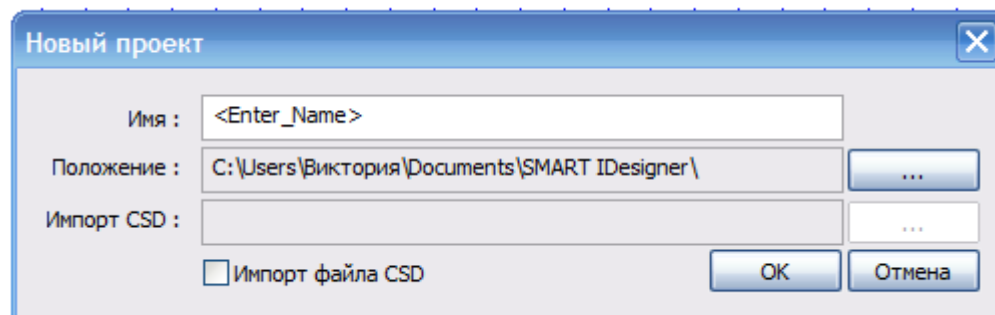 Новый проект
Имя : <Enter_Name>
Положение : C:\Users\Виктория\Documents\SMART IDesigner\ ...
Импорт CSD : ...
Импорт файла CSD OK Отмена